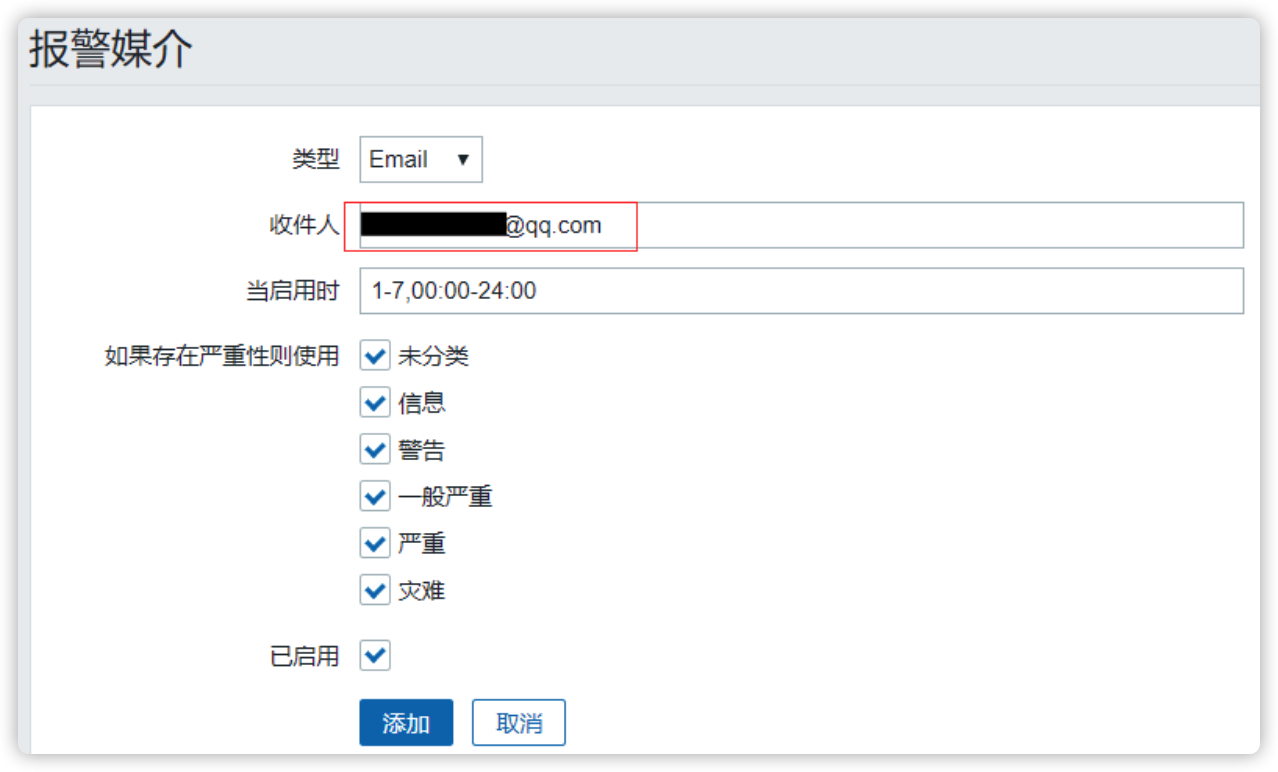 报警媒介
类型 Email
收件人 @qq.com
当启用时 1-7,00:00-24:00
如果存在严重性则使用 未分类
信息
警告
一般严重
严重
灾难
已启用
添加 取消